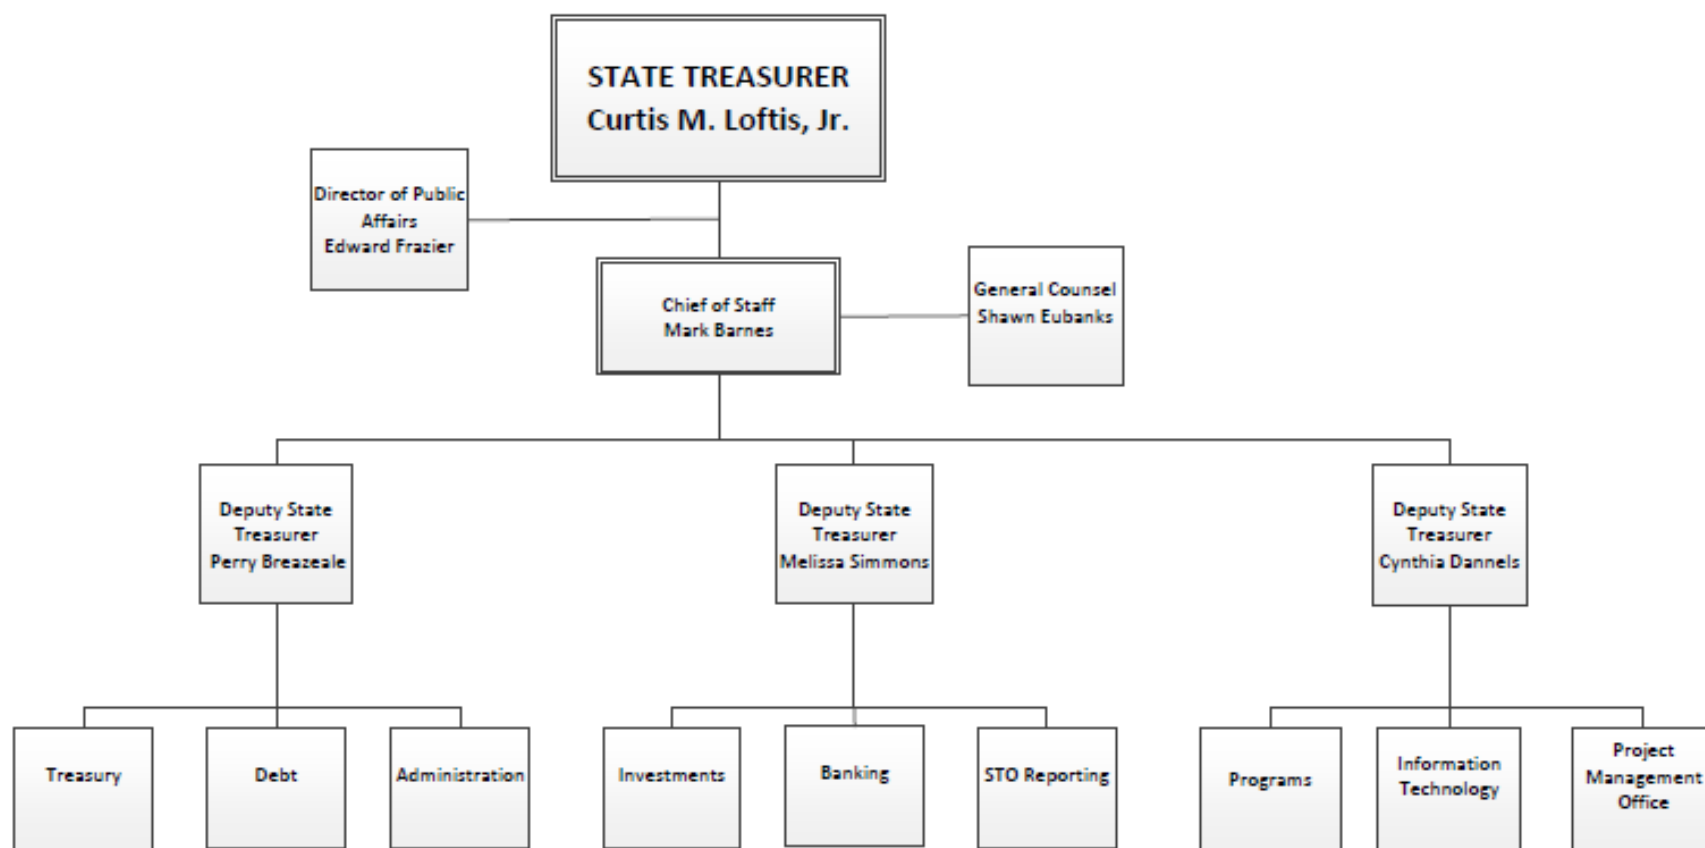 STATE TREASURER
Curtis M. Loftis, Jr.
Director of Public
Affairs
Edward Frazier
Chief of Staff
Mark Barnes
General Counsel
Shawn Eubanks
Deputy State
Treasurer
Perry Breazeale
Deputy State
Treasurer
Melissa Simmons
Deputy State
Treasurer
Cynthia Dannels
Treasury
Debt
Administration
Investments
Banking
STO Reporting
Programs
Information
Technology
Project
Management
Office